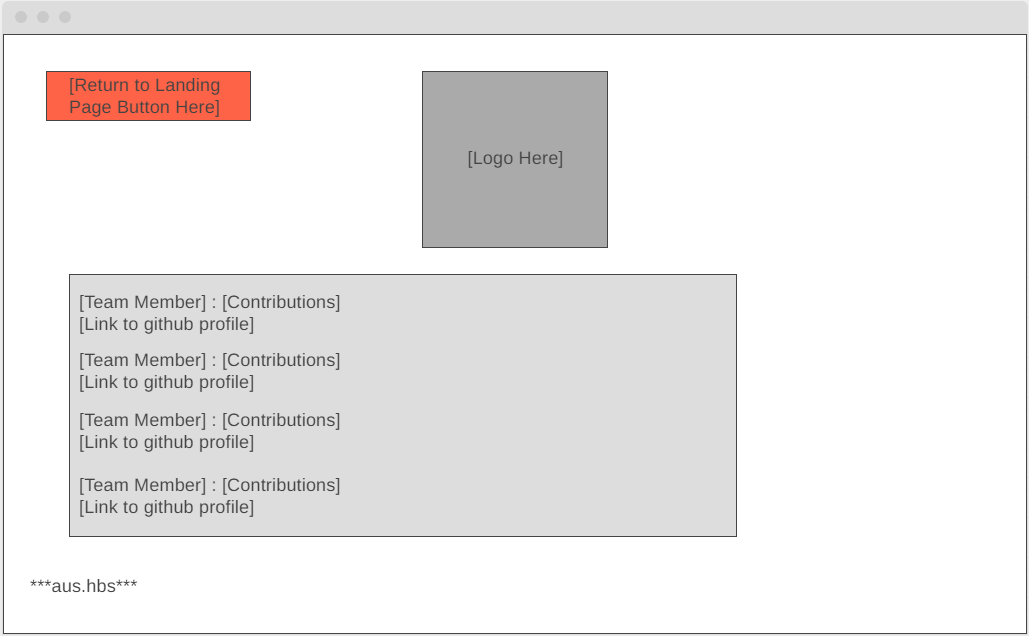 [Return to Landing
Page Button Here]
[Logo Here]
[Team Member] : [Contributions]
[Link to github profile]
[Team Member] : [Contributions]
[Link to github profile]
[Team Member] : [Contributions]
[Link to github profile]
[Team Member] : [Contributions]
[Link to github profile]
***aus.hbs***